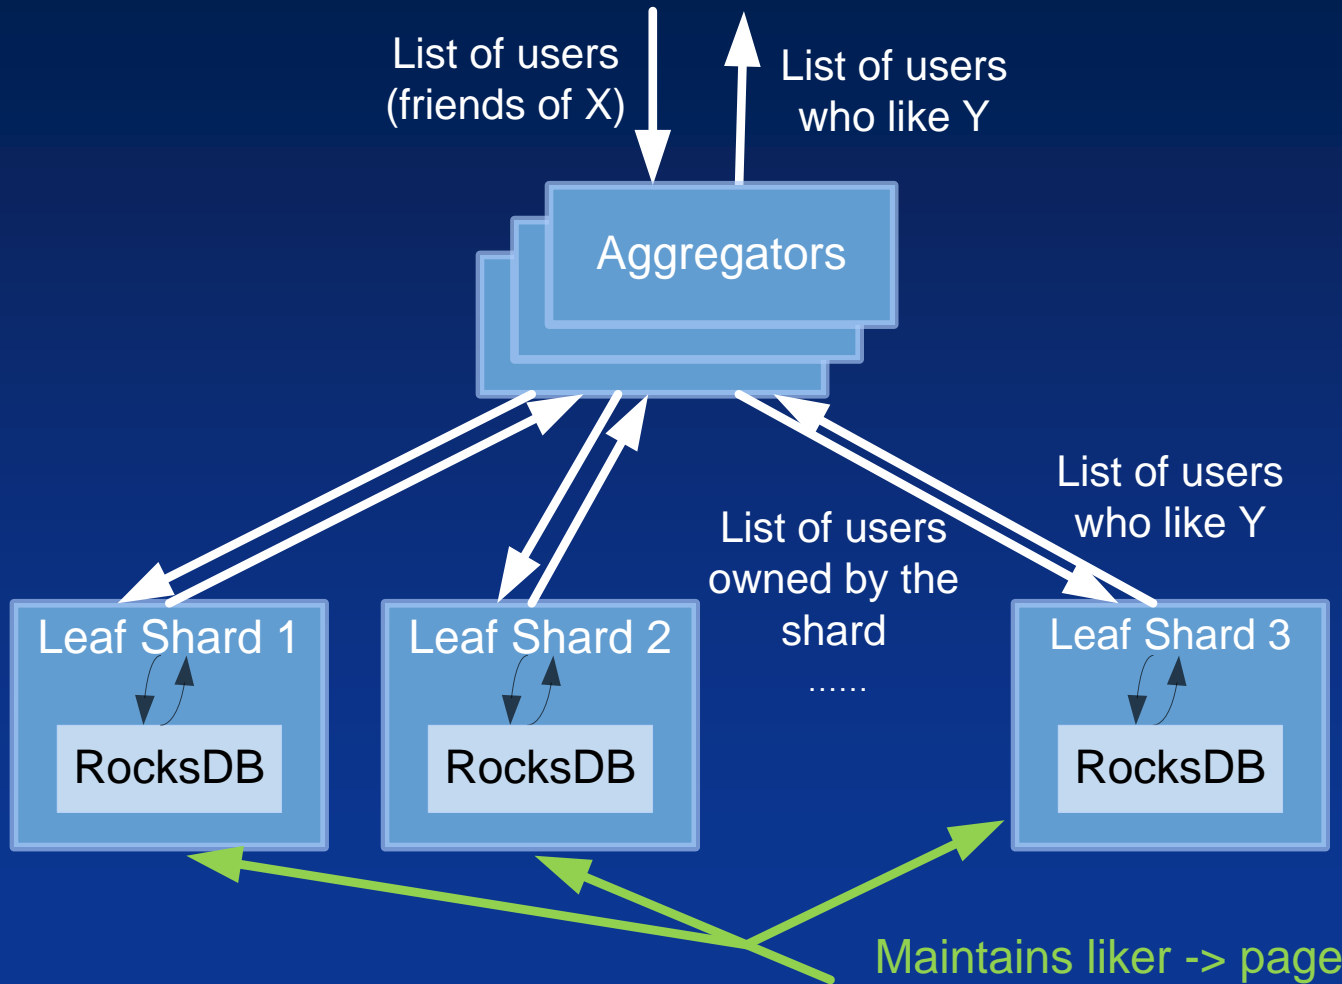 List of users
(friends of X)
List of users
who like Y
Aggregators
List of users
who like Y
List of users
owned by the
shard
......
Leaf Shard 1
Leaf Shard 2
Leaf Shard 3
RocksDB
RocksDB
RocksDB
Maintains liker -> page